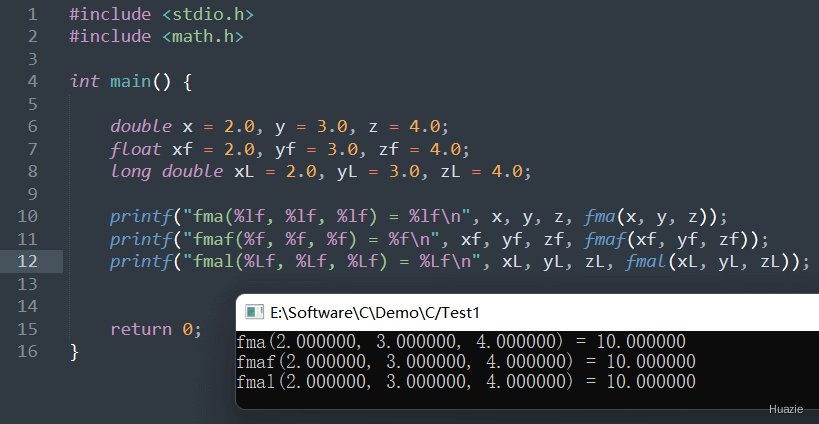 1 #include <stdio.h>
2 #include <math.h>
3
4 int main() {
5
6 double x = 2.0, y = 3.0, z = 4.0;
7 float xf = 2.0, yf = 3.0, zf = 4.0;
8 long double xL = 2.0, yL = 3.0, zL = 4.0;
9
10 printf("fma(%lf, %lf, %lf) = %lf\n", x, y, z, fma(x, y, z));
11 printf("fmaf(%f, %f, %f) = %f\n", xf, yf, zf, fmaf(xf, yf, zf));
12 printf("fmal(%Lf, %Lf, %Lf) = %Lf\n", xL, yL, zL, fmal(xL, yL, zL));
13
14
15 return 0;
16 }
E:\Software\C\Demo\C/Test1
fma(2.000000, 3.000000, 4.000000) = 10.000000
fmaf(2.000000, 3.000000, 4.000000) = 10.000000
fmal(2.000000, 3.000000, 4.000000) = 10.000000
Huazie